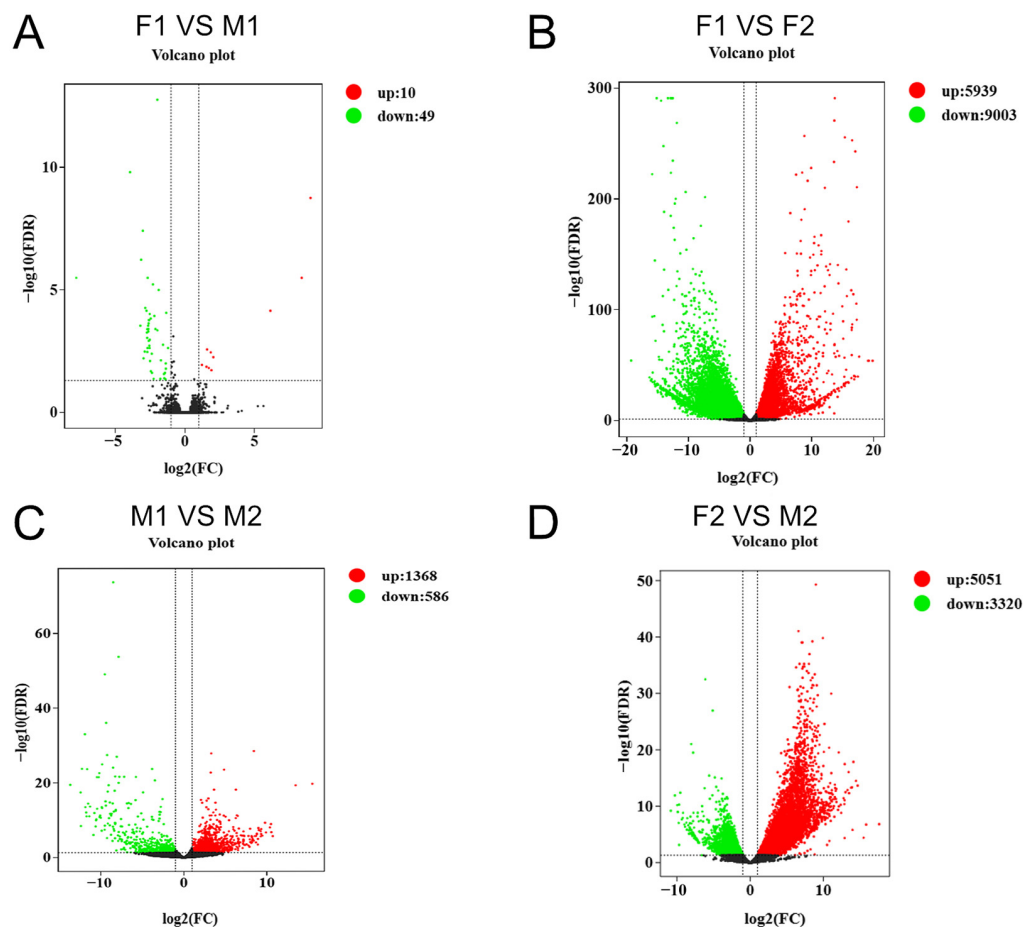 A
F1 VS M1
Volcano plot
up:10
down:49
10
5
0
−log10(FDR)
−5
0
5
log2(FC)
B
F1 VS F2
Volcano plot
up:5939
down:9003
300
200
100
0
−log10(FDR)
−20
−10
0
10
20
log2(FC)
C
M1 VS M2
Volcano plot
up:1368
down:586
60
40
20
0
−log10(FDR)
−10
0
10
log2(FC)
D
F2 VS M2
Volcano plot
up:5051
down:3320
50
40
30
20
10
0
−log10(FDR)
−10
0
10
log2(FC)